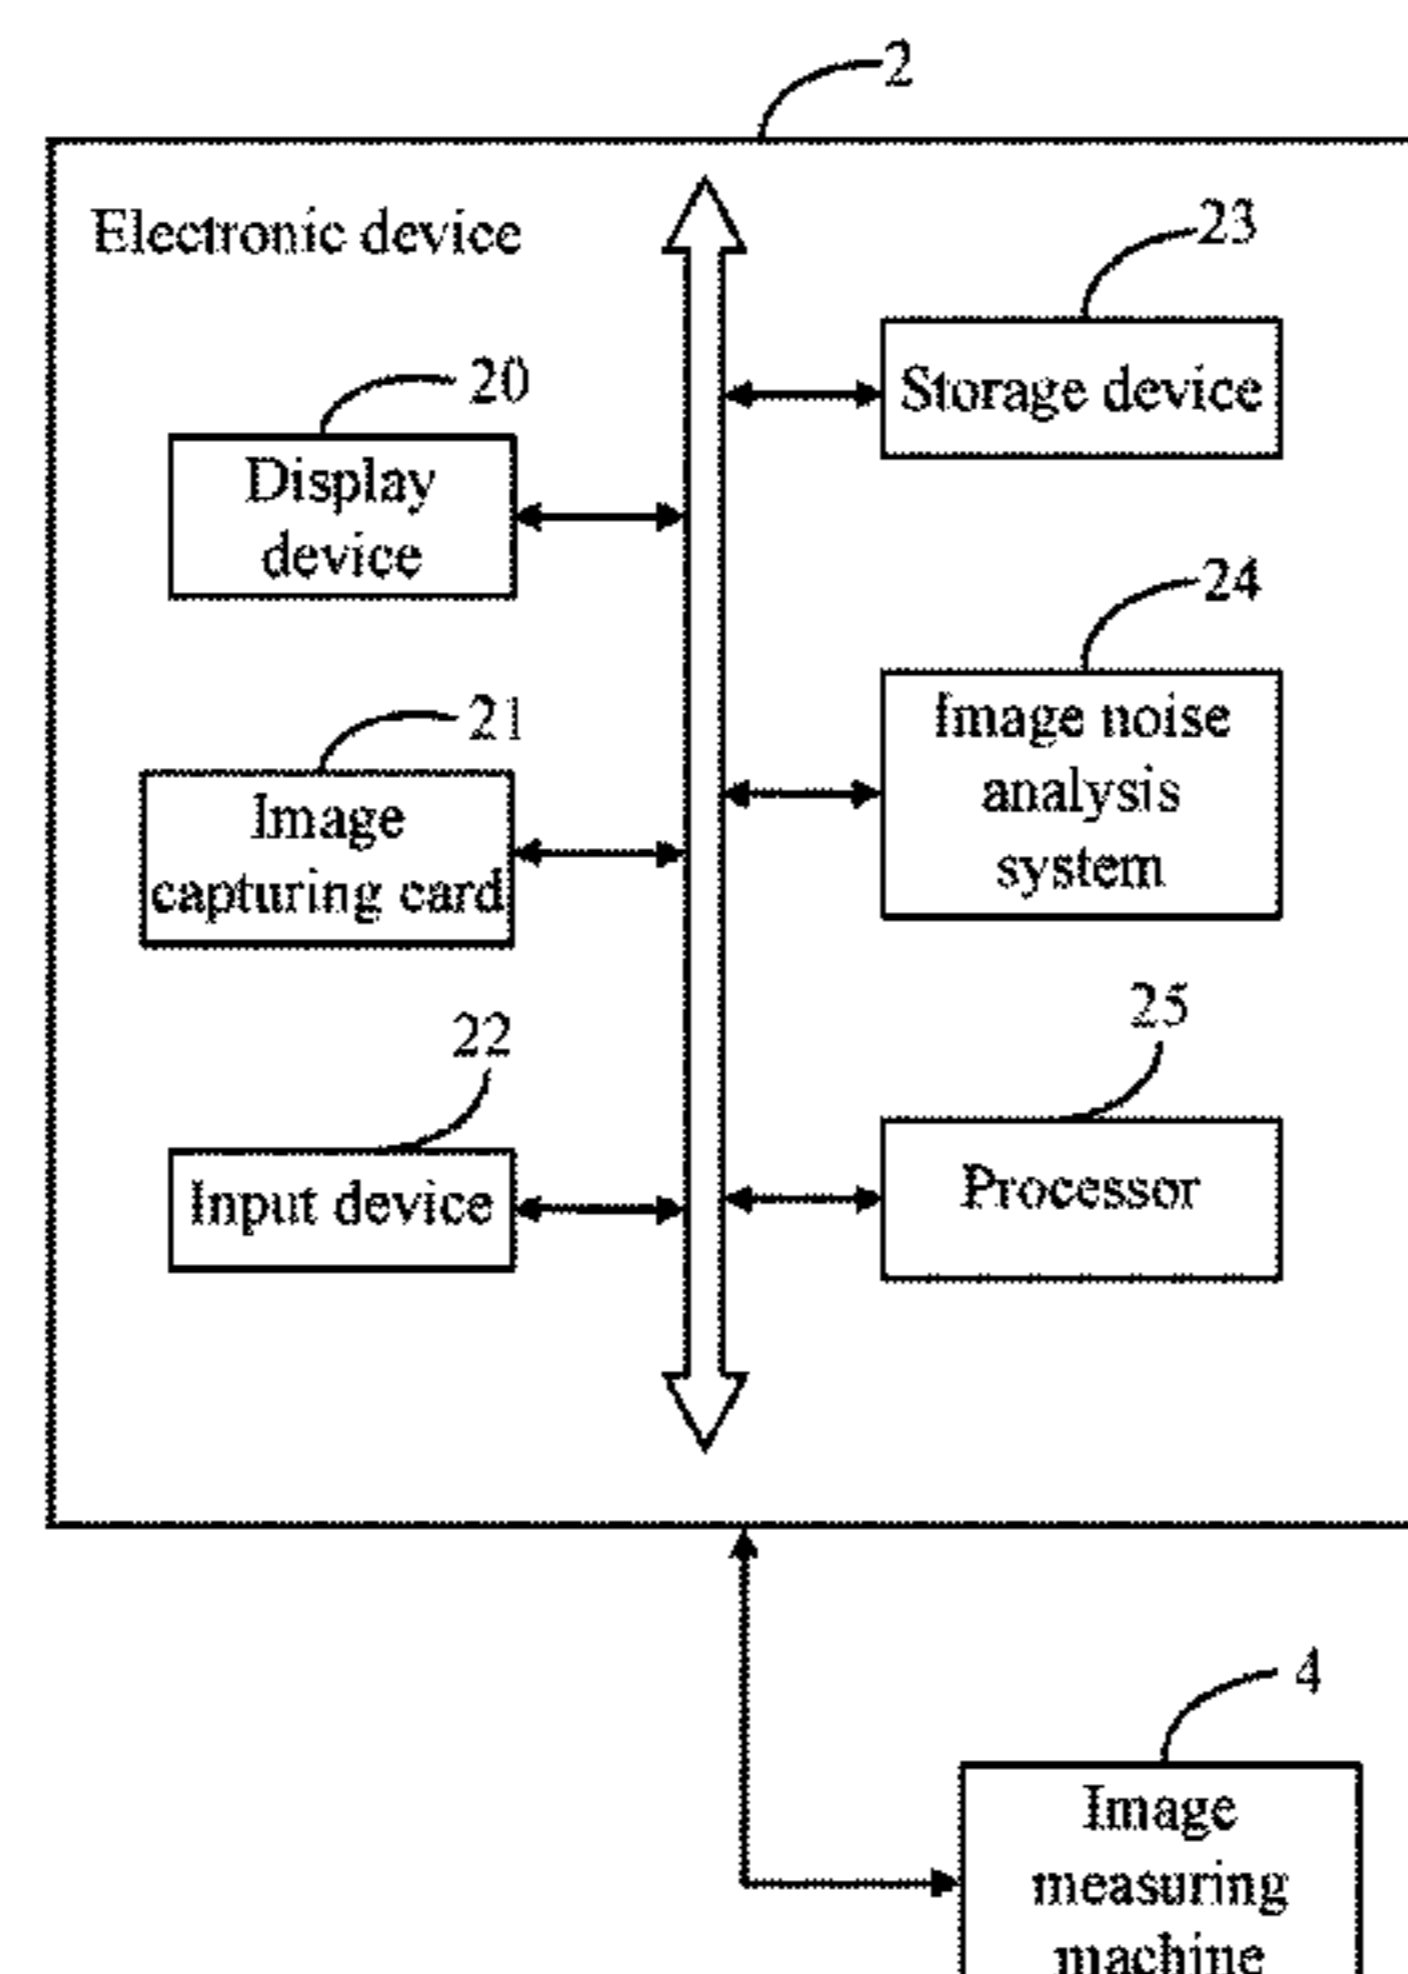 2
Electronic device
23
Storage device
20
Display
device
24
Image noise
analysis
system
21
Image
capturing card
22
Input device
25
Processor
4
Image
measuring
machine